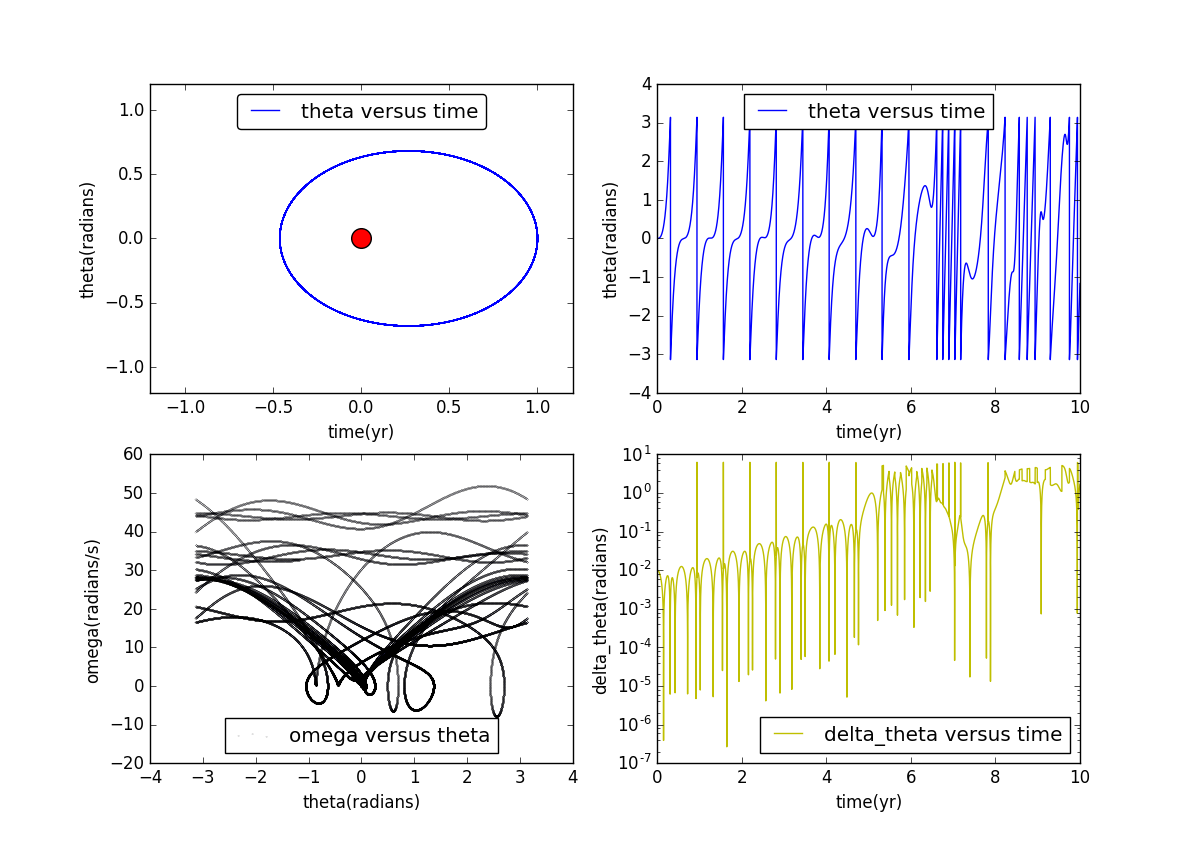 theta versus time
1.0
0.5
0.0
−0.5
−1.0
theta(radians)
−1.0 −0.5 0.0 0.5 1.0
time(yr)
theta versus time
4
3
2
1
0
−1
−2
−3
−4
theta(radians)
0 2 4 6 8 10
time(yr)
60
50
40
30
20
10
0
−10
−20
omega(radians/s)
omega versus theta
−4 −3 −2 −1 0 1 2 3 4
theta(radians)
10^1
10^0
10^-1
10^-2
10^-3
10^-4
10^-5
10^-6
10^-7
delta_theta(radians)
delta_theta versus time
0 2 4 6 8 10
time(yr)